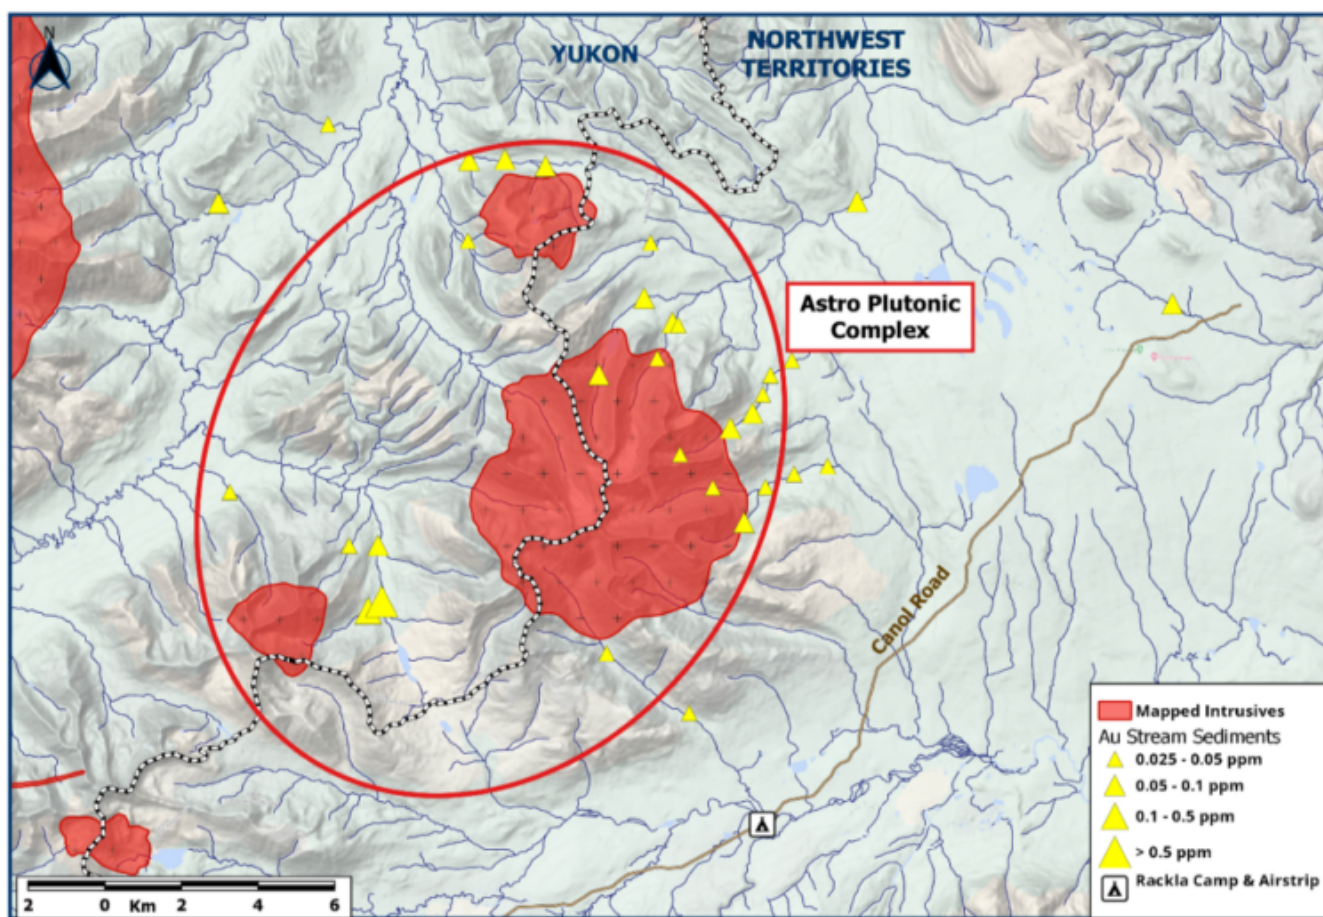 N
YUKON
NORTHWEST
TERRITORIES
Astro Plutonic
Complex
Canol Road
Mapped Intrusives
Au Stream Sediments
0.025 - 0.05 ppm
0.05 - 0.1 ppm
0.1 - 0.5 ppm
> 0.5 ppm
Rackla Camp & Airstrip
2 0 Km 2 4 6